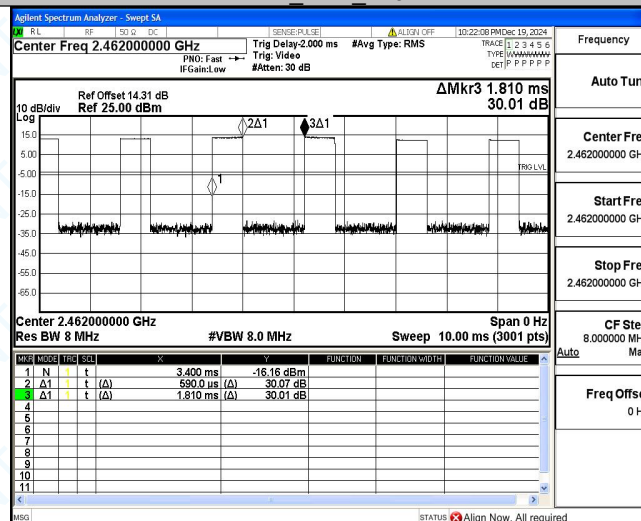 Agilent Spectrum Analyzer - Swept SA
RL RF 50 Ω DC SENSE:PULSE ALIGN OFF 10:22:08 PM Dec 19, 2024
Center Freq 2.462000000 GHz
PNO: Fast
IFGain:Low
Trig Delay-2.000 ms
Trig: Video
#Atten: 30 dB
#Avg Type: RMS
TRACE 1 2 3 4 5 6
TYPE
DET P P P P P P
Frequency
ΔMkr3 1.810 ms
30.01 dB
Ref Offset 14.31 dB
10 dB/div Ref 25.00 dBm
Log
15.0
5.00
-5.00
-15.0
-25.0
-35.0
-45.0
-55.0
-65.0
2Δ1
3Δ1
1
TRIG LVL
Center 2.462000000 GHz Span 0 Hz
Res BW 8 MHz #VBW 8.0 MHz Sweep 10.00 ms (3001 pts)
MKR MODE TRC SCL X Y FUNCTION FUNCTION WIDTH FUNCTION VALUE
1 N 1 t 3.400 ms -16.16 dBm
2 Δ1 1 t (Δ) 590.0 us (Δ) 30.07 dB
3 Δ1 1 t (Δ) 1.810 ms (Δ) 30.01 dB
4
5
6
7
8
9
10
11
MSG STATUS Align Now, All required
Auto Tun
Center Fre
2.462000000 GH
Start Fre
2.462000000 GH
Stop Fre
2.462000000 GH
CF Ste
8.000000 MH
Auto Ma
Freq Offs
0 H